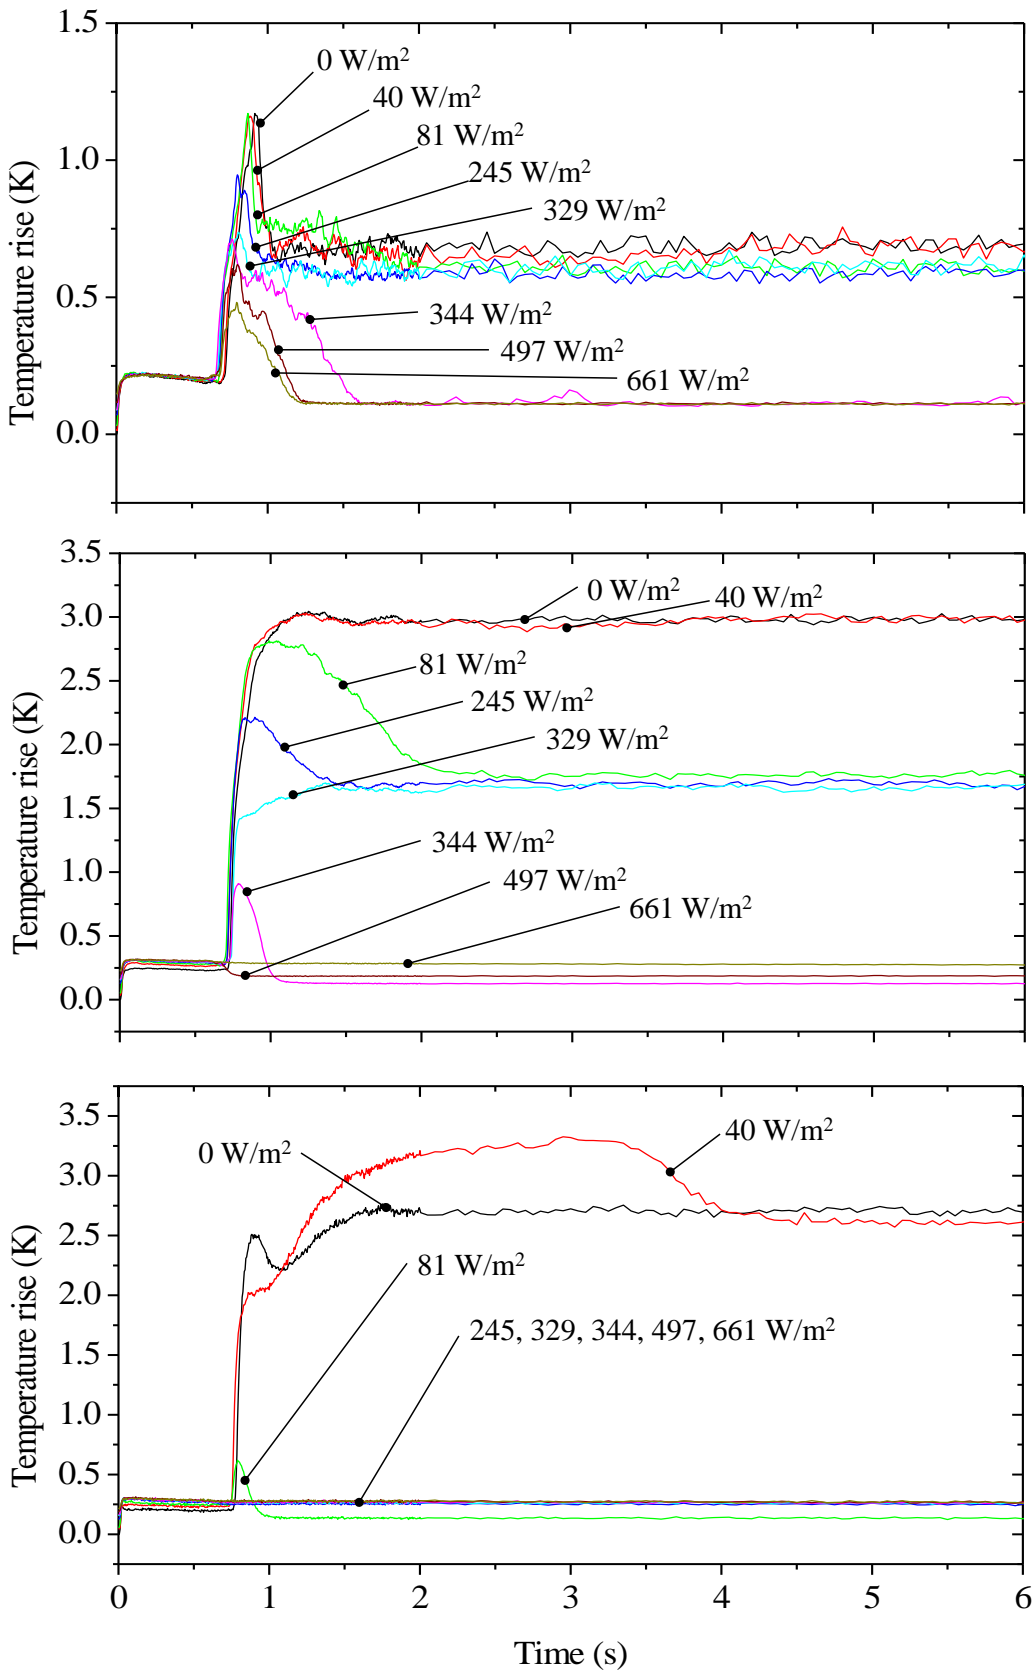 1.5
0 W/m²
40 W/m²
81 W/m²
245 W/m²
329 W/m²
1.0
0.5
344 W/m²
497 W/m²
661 W/m²
0.0
Temperature rise (K)
3.5
0 W/m²
40 W/m²
3.0
81 W/m²
2.5
245 W/m²
329 W/m²
2.0
1.5
344 W/m²
1.0
497 W/m²
661 W/m²
0.5
0.0
Temperature rise (K)
3.5
40 W/m²
0 W/m²
3.0
2.5
81 W/m²
2.0
245, 329, 344, 497, 661 W/m²
1.5
1.0
0.5
0.0
Temperature rise (K)
0 1 2 3 4 5 6
Time (s)